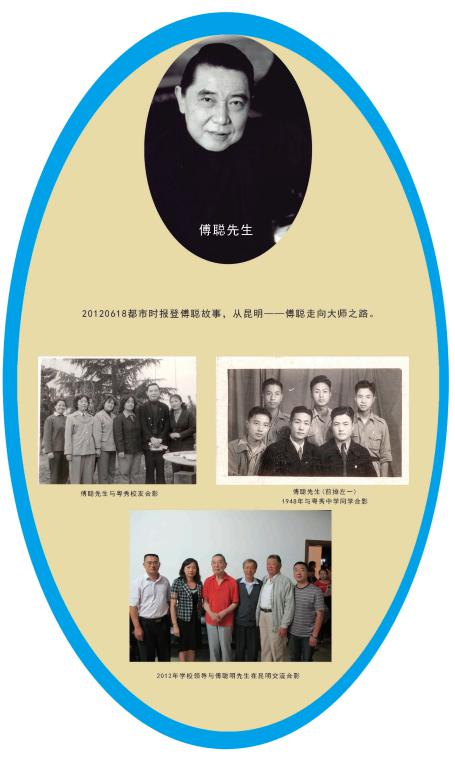 傅聪先生
20120618都市时报登傅聪故事，从昆明——傅聪走向大师之路。
傅聪先生与粤秀校友合影
傅聪先生（前排左一）
1948年与粤秀中学同学合影
2012年学校领导与傅聪明先生在昆明交流合影